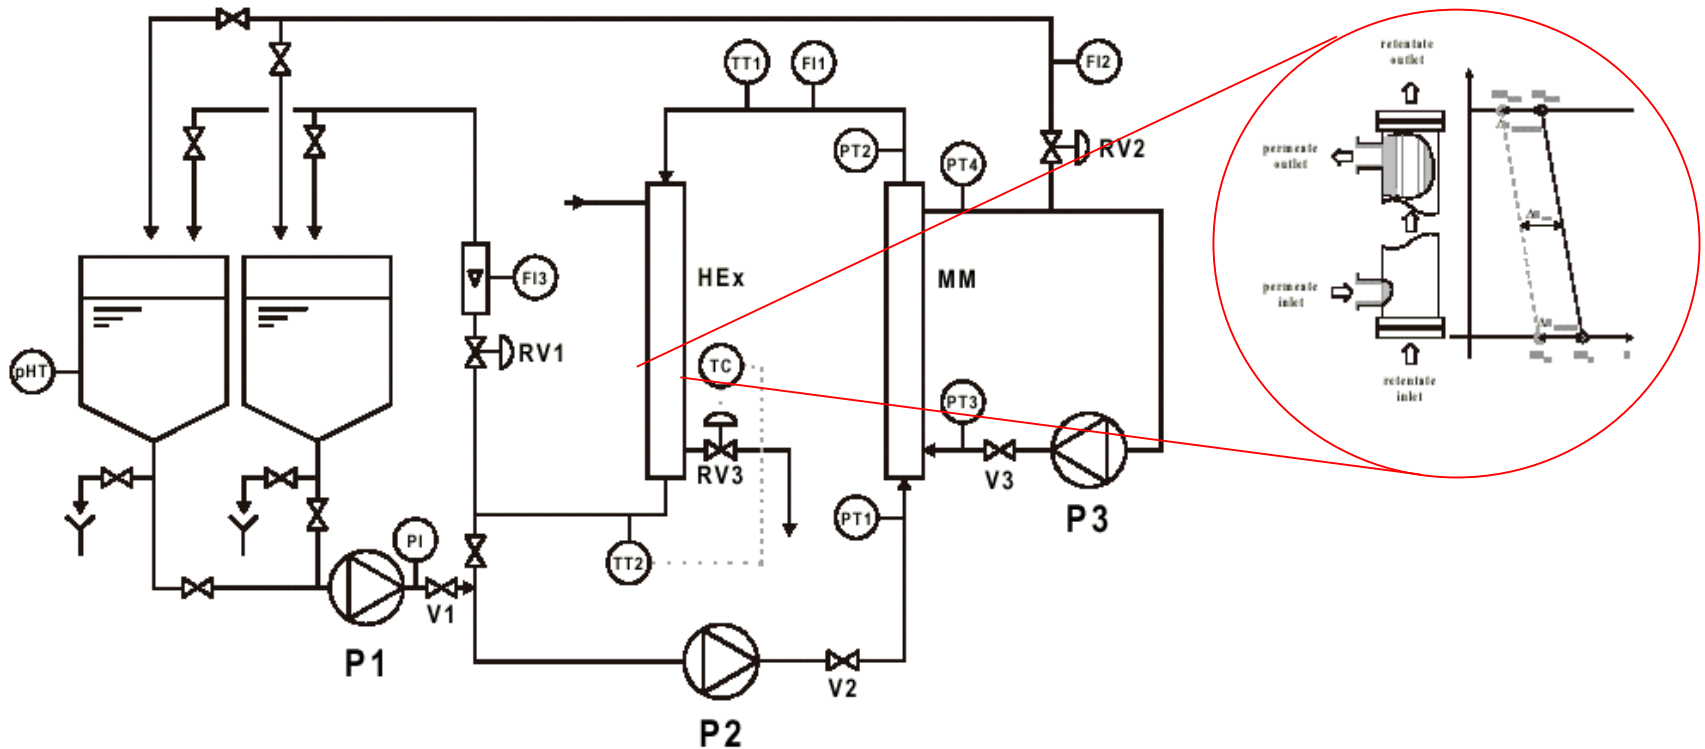 TT1
FI1
FI2
PT2
PT4
RV2
HEx
MM
FI3
RV1
pHT
TC
PT3
RV3
V3
P3
PT1
PI
TT2
V1
P1
V2
P2
retentate
outlet
permeate
outlet
permeate
inlet
retentate
inlet